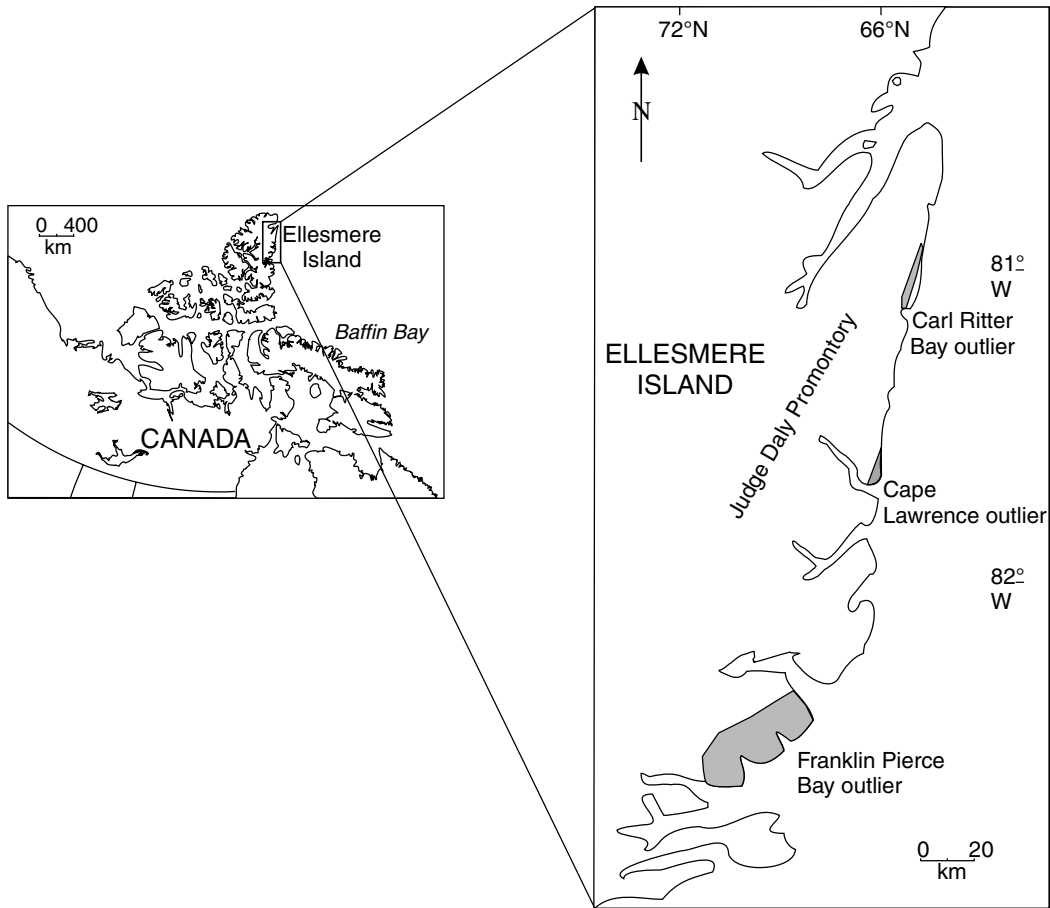 0 400
km
Ellesmere
Island
Baffin Bay
CANADA
72°N
66°N
N
81°
W
Carl Ritter
Bay outlier
ELLESMERE
ISLAND
Judge Daly Promontory
Cape
Lawrence outlier
82°
W
Franklin Pierce
Bay outlier
0 20
km